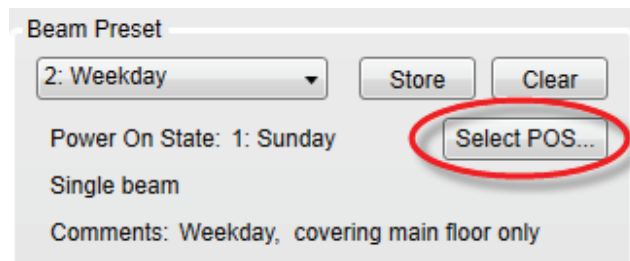 Beam Preset
2: Weekday Store Clear
Power On State: 1: Sunday Select POS...
Single beam
Comments: Weekday, covering main floor only